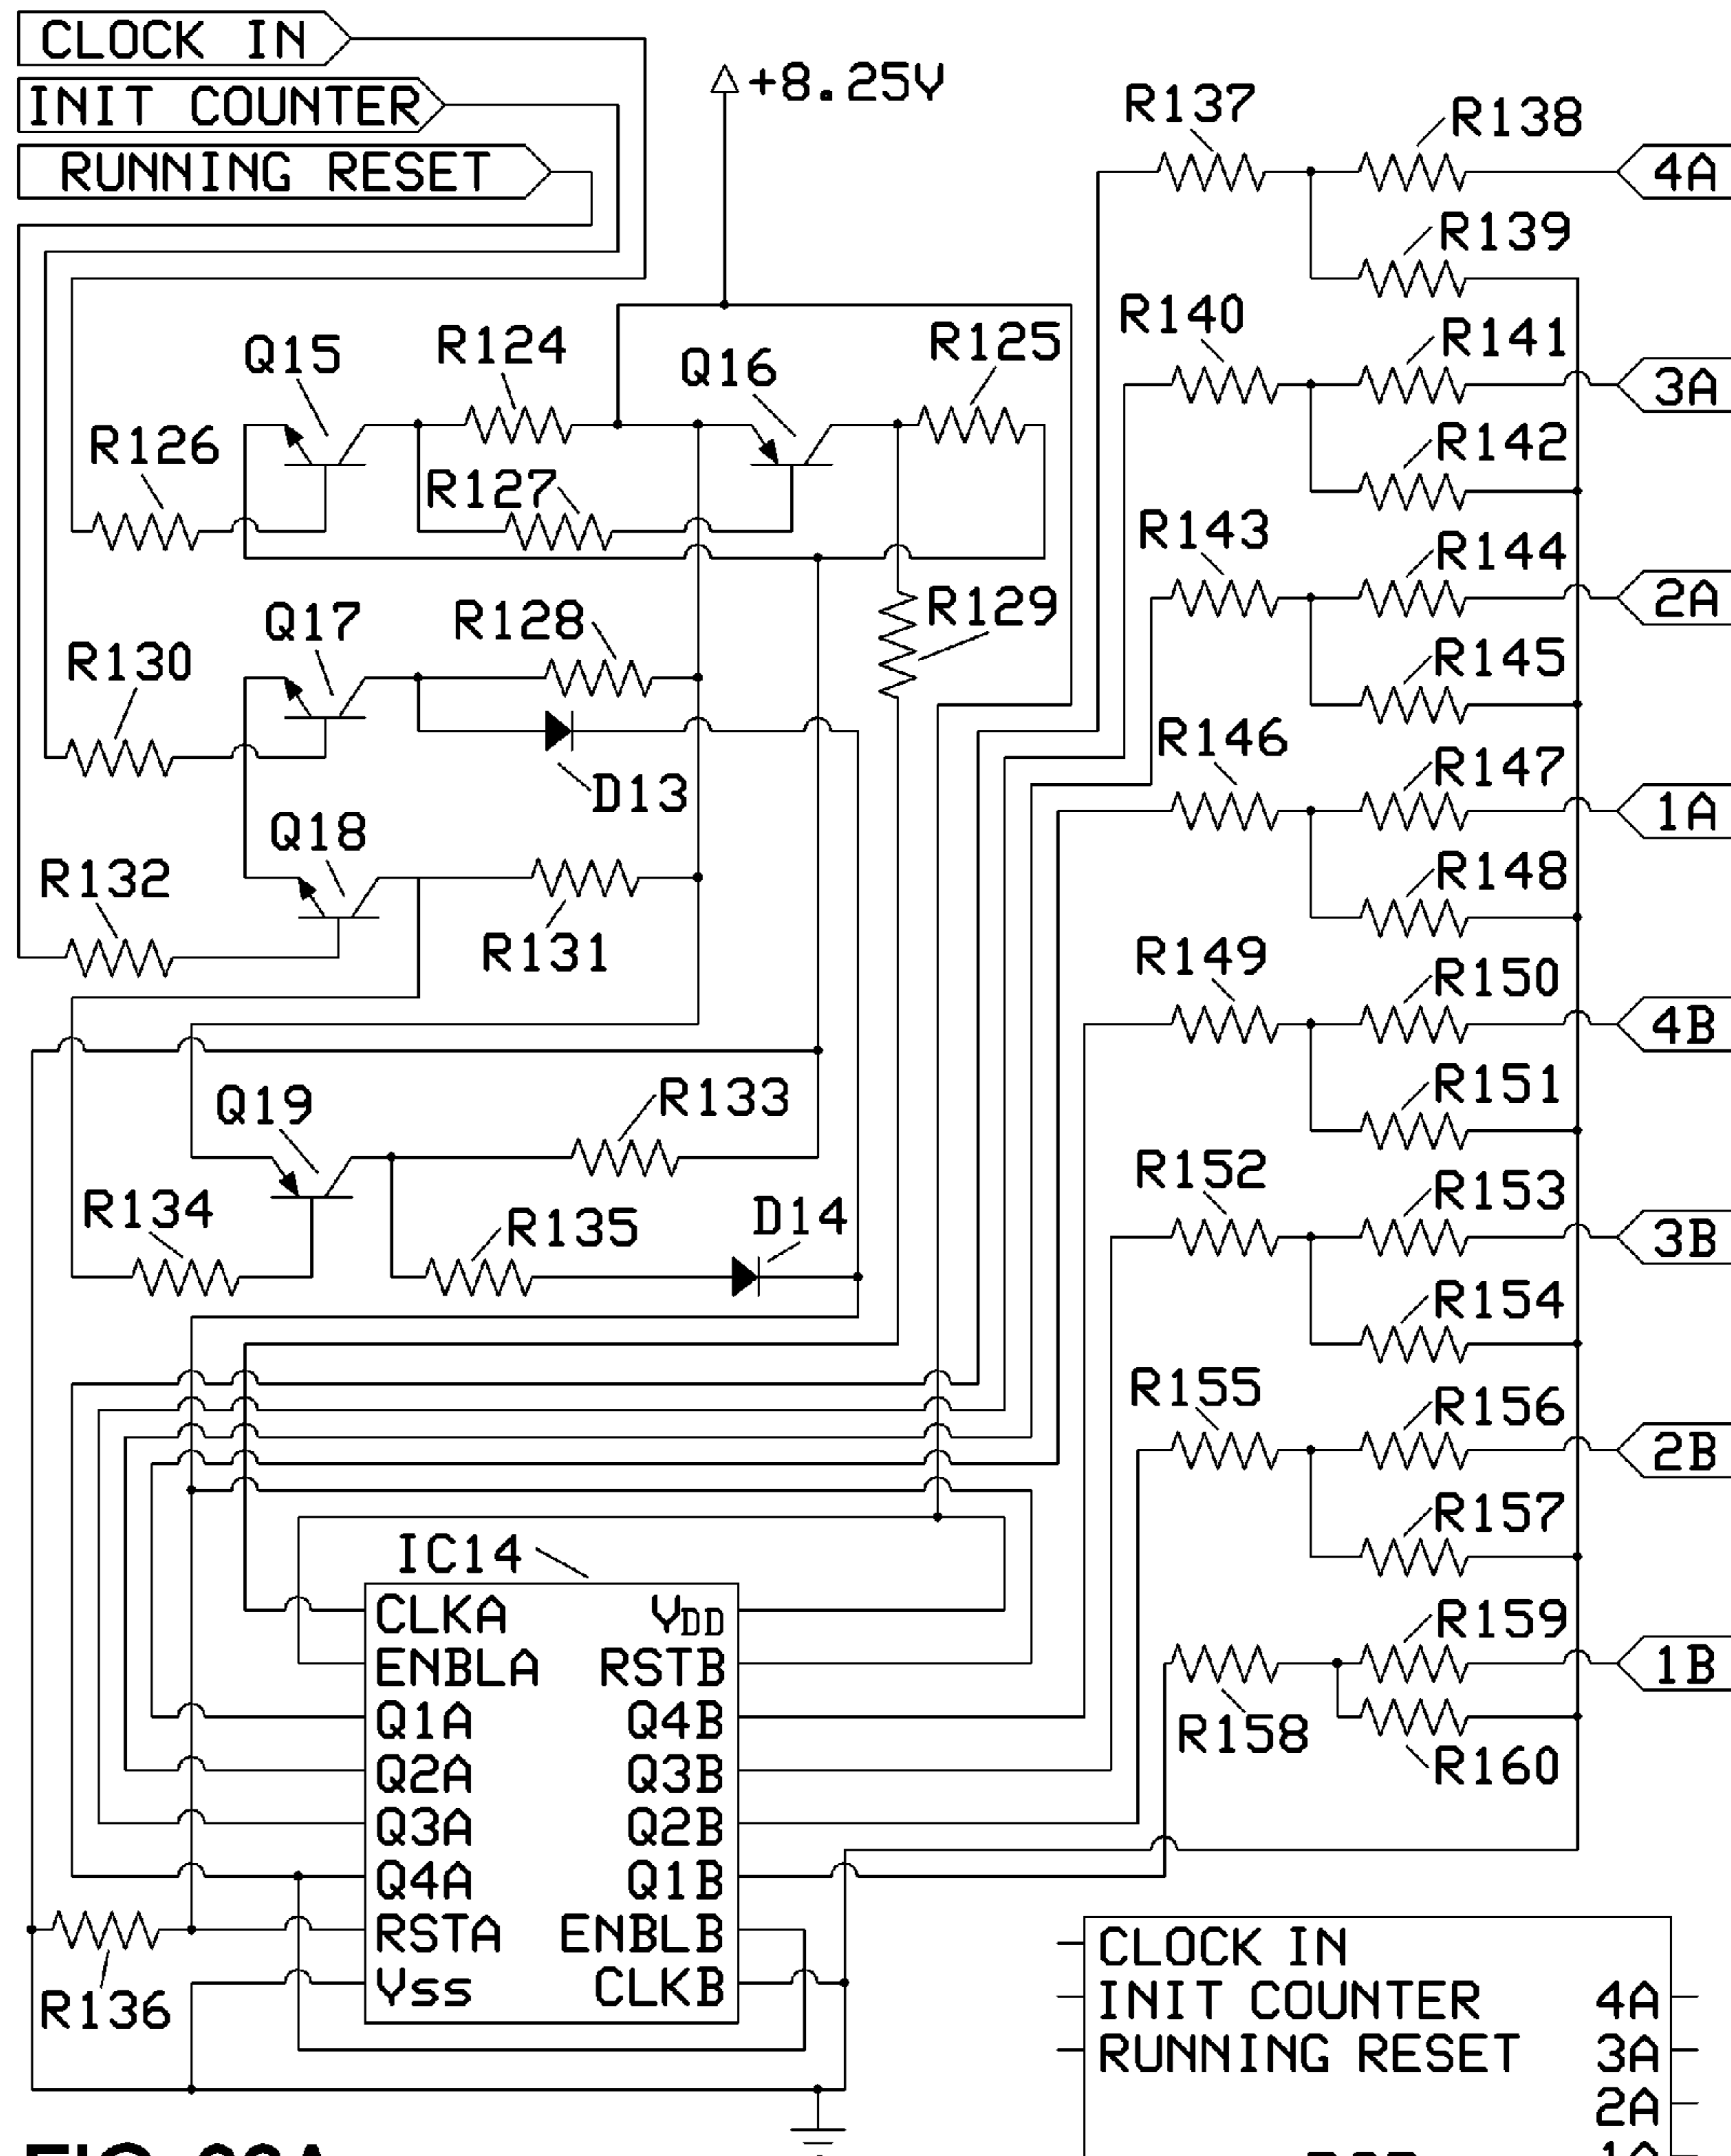 CLOCK IN
INIT COUNTER
RUNNING RESET
+8.25V
R137
R138
4A
R139
R140
R141
3A
R142
Q15
R124
Q16
R125
R126
R127
R143
R144
2A
R145
Q17
R128
R129
R130
D13
R146
R147
1A
R148
Q18
R132
R131
R149
R150
4B
R151
Q19
R133
R134
R135
D14
R152
R153
3B
R154
R155
R156
2B
R157
IC14
CLKA VDD
ENBLA RSTB
Q1A Q4B
Q2A Q3B
Q3A Q2B
Q4A Q1B
RSTA ENBLB
Vss CLKB
R136
R159
1B
R158
R160
CLOCK IN
INIT COUNTER 4A
RUNNING RESET 3A
2A
1A